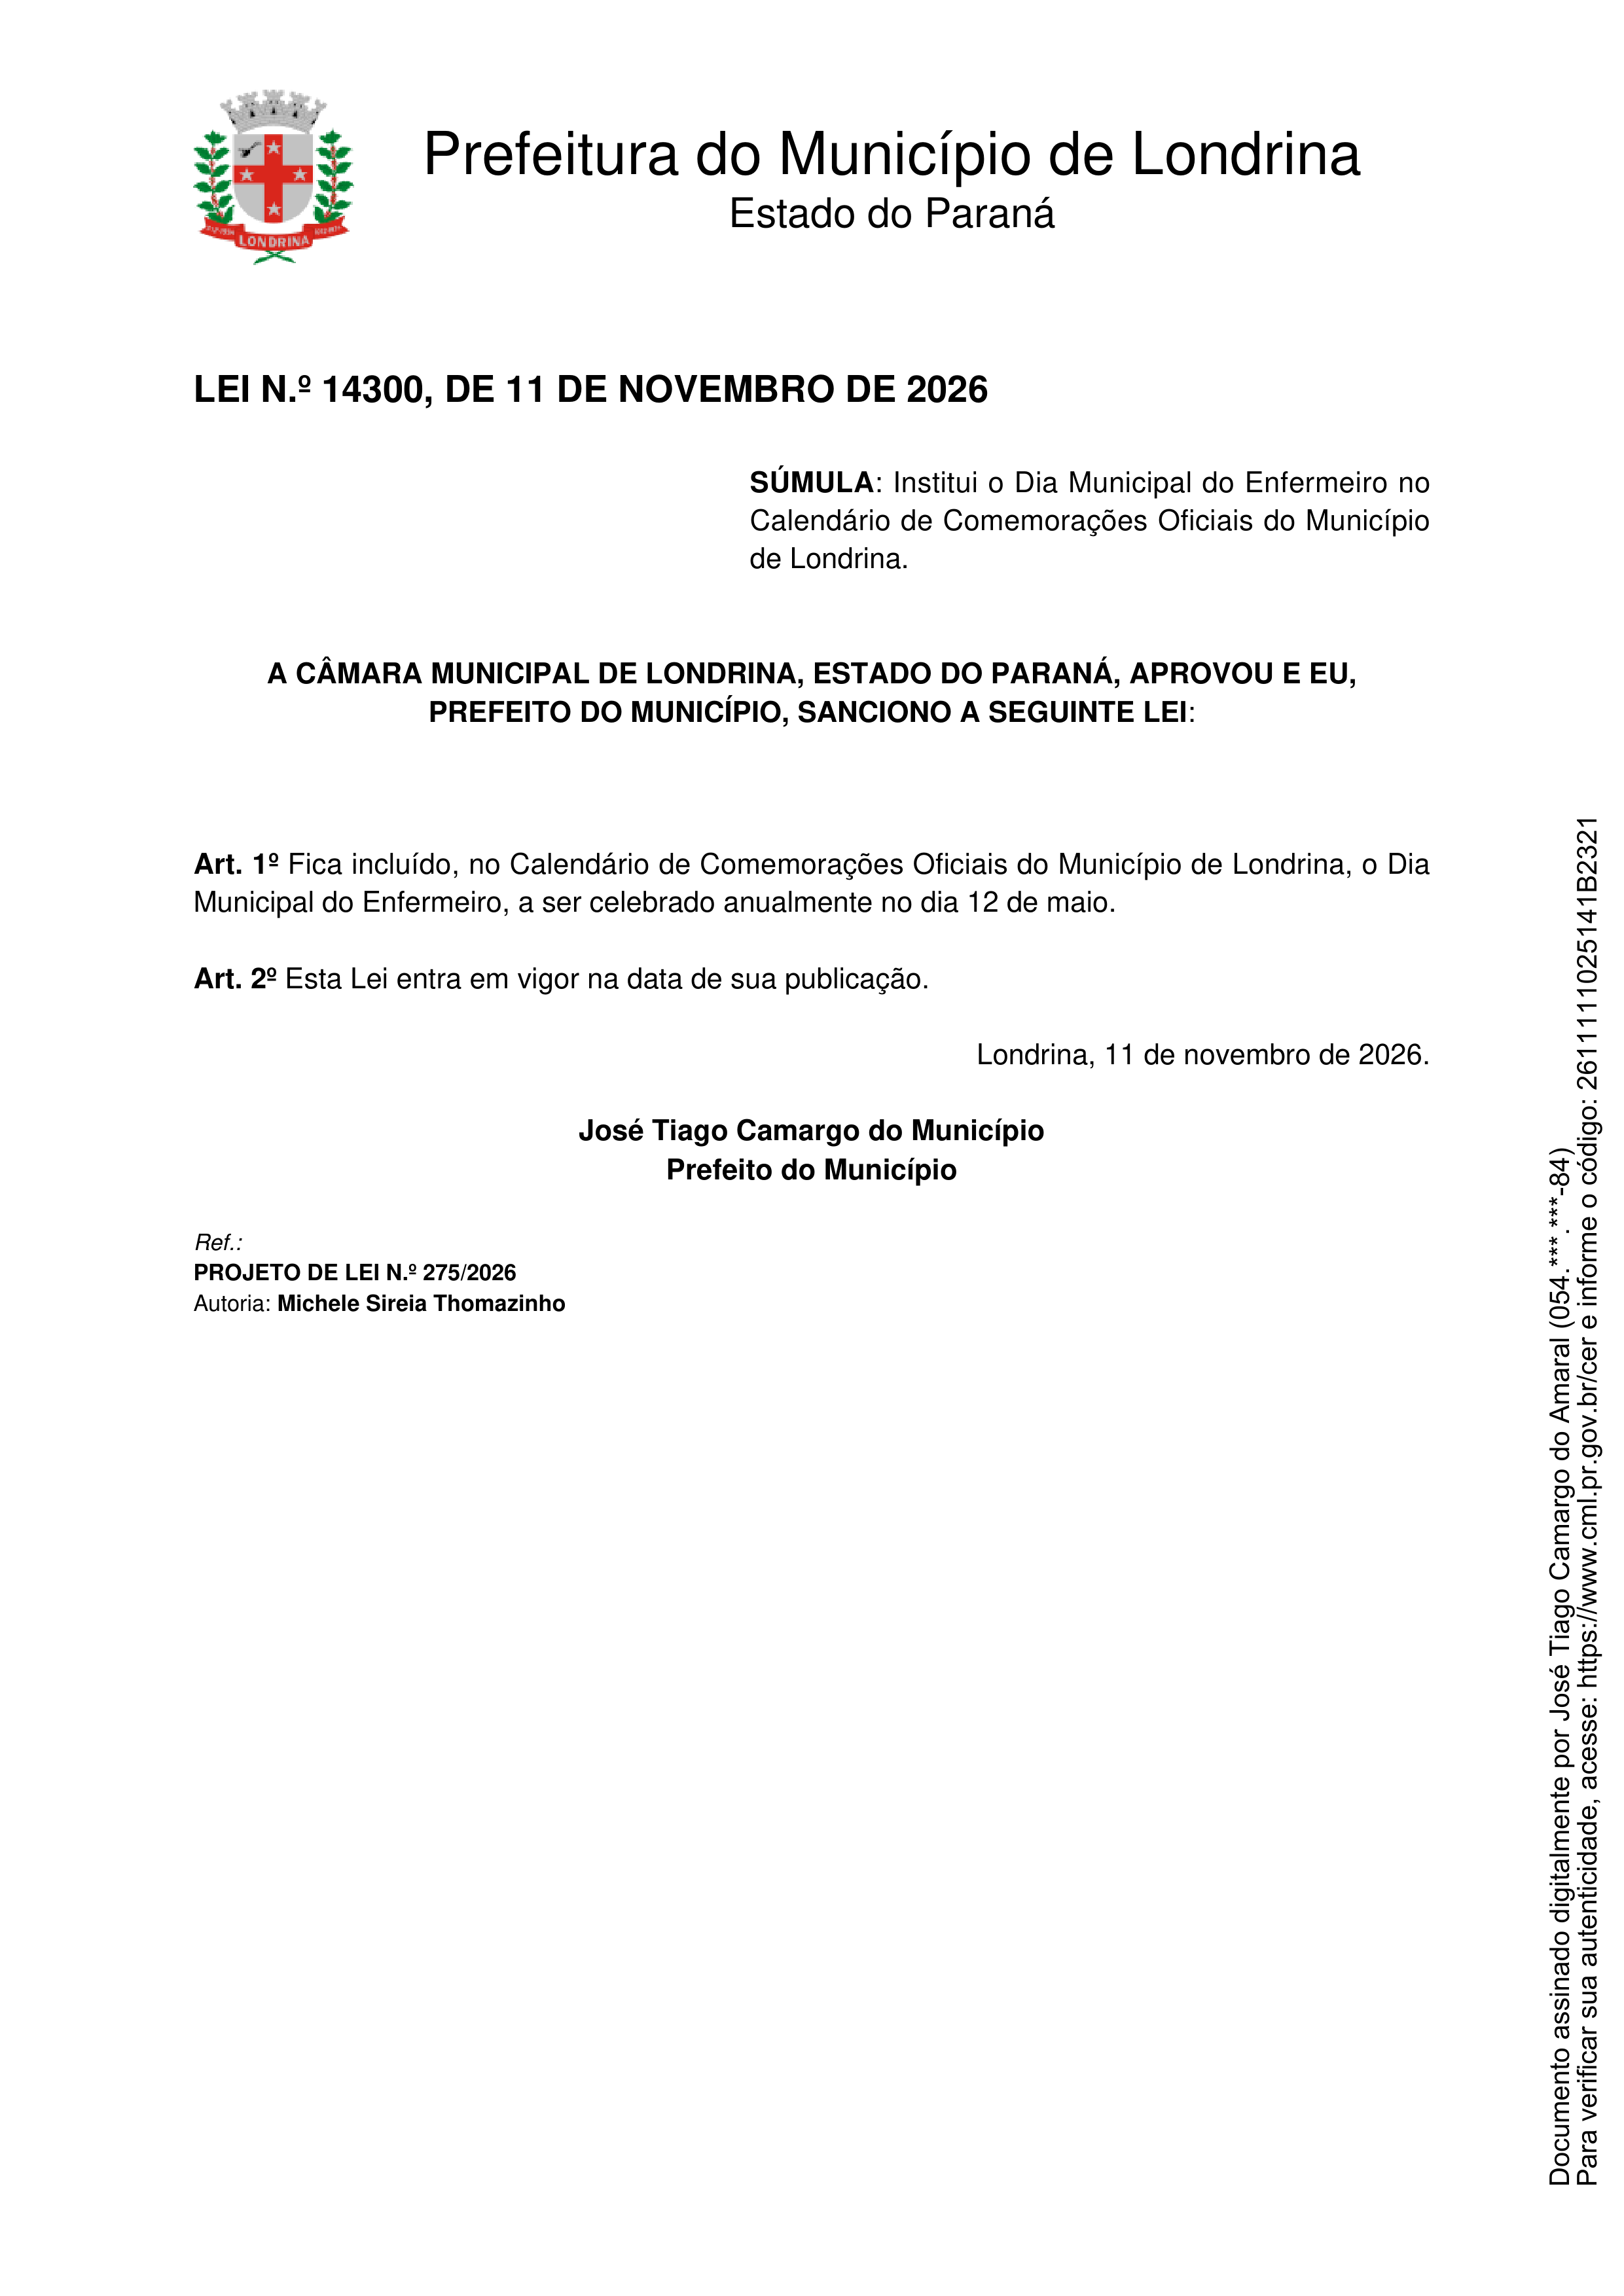 LONDRINA
Prefeitura do Município de Londrina
Estado do Paraná
LEI N.º 14300, DE 11 DE NOVEMBRO DE 2026
SÚMULA: Institui o Dia Municipal do Enfermeiro no
Calendário de Comemorações Oficiais do Município
de Londrina.
A CÂMARA MUNICIPAL DE LONDRINA, ESTADO DO PARANÁ, APROVOU E EU,
PREFEITO DO MUNICÍPIO, SANCIONO A SEGUINTE LEI:
Art. 1º Fica incluído, no Calendário de Comemorações Oficiais do Município de Londrina, o Dia
Municipal do Enfermeiro, a ser celebrado anualmente no dia 12 de maio.
Art. 2º Esta Lei entra em vigor na data de sua publicação.
Londrina, 11 de novembro de 2026.
José Tiago Camargo do Município
Prefeito do Município
Ref.:
PROJETO DE LEI N.º 275/2026
Autoria: Michele Sireia Thomazinho
Documento assinado digitalmente por José Tiago Camargo do Amaral (054.***.***-84)
Para verificar sua autenticidade, acesse: https://www.cml.pr.gov.br/cer e informe o código: 261111102514​1B2321